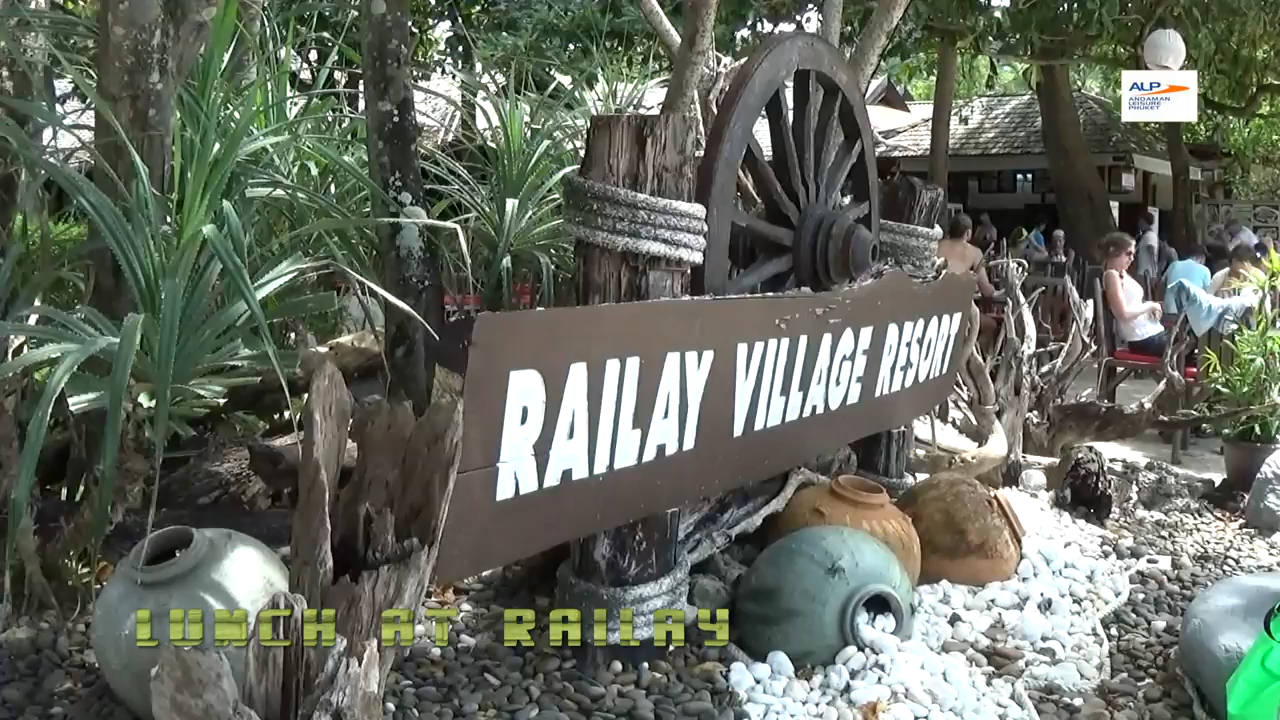 ALP
ANDAMAN
LEISURE
PHUKET
RAILAY VILLAGE RESORT
LUNCH AT RAILAY